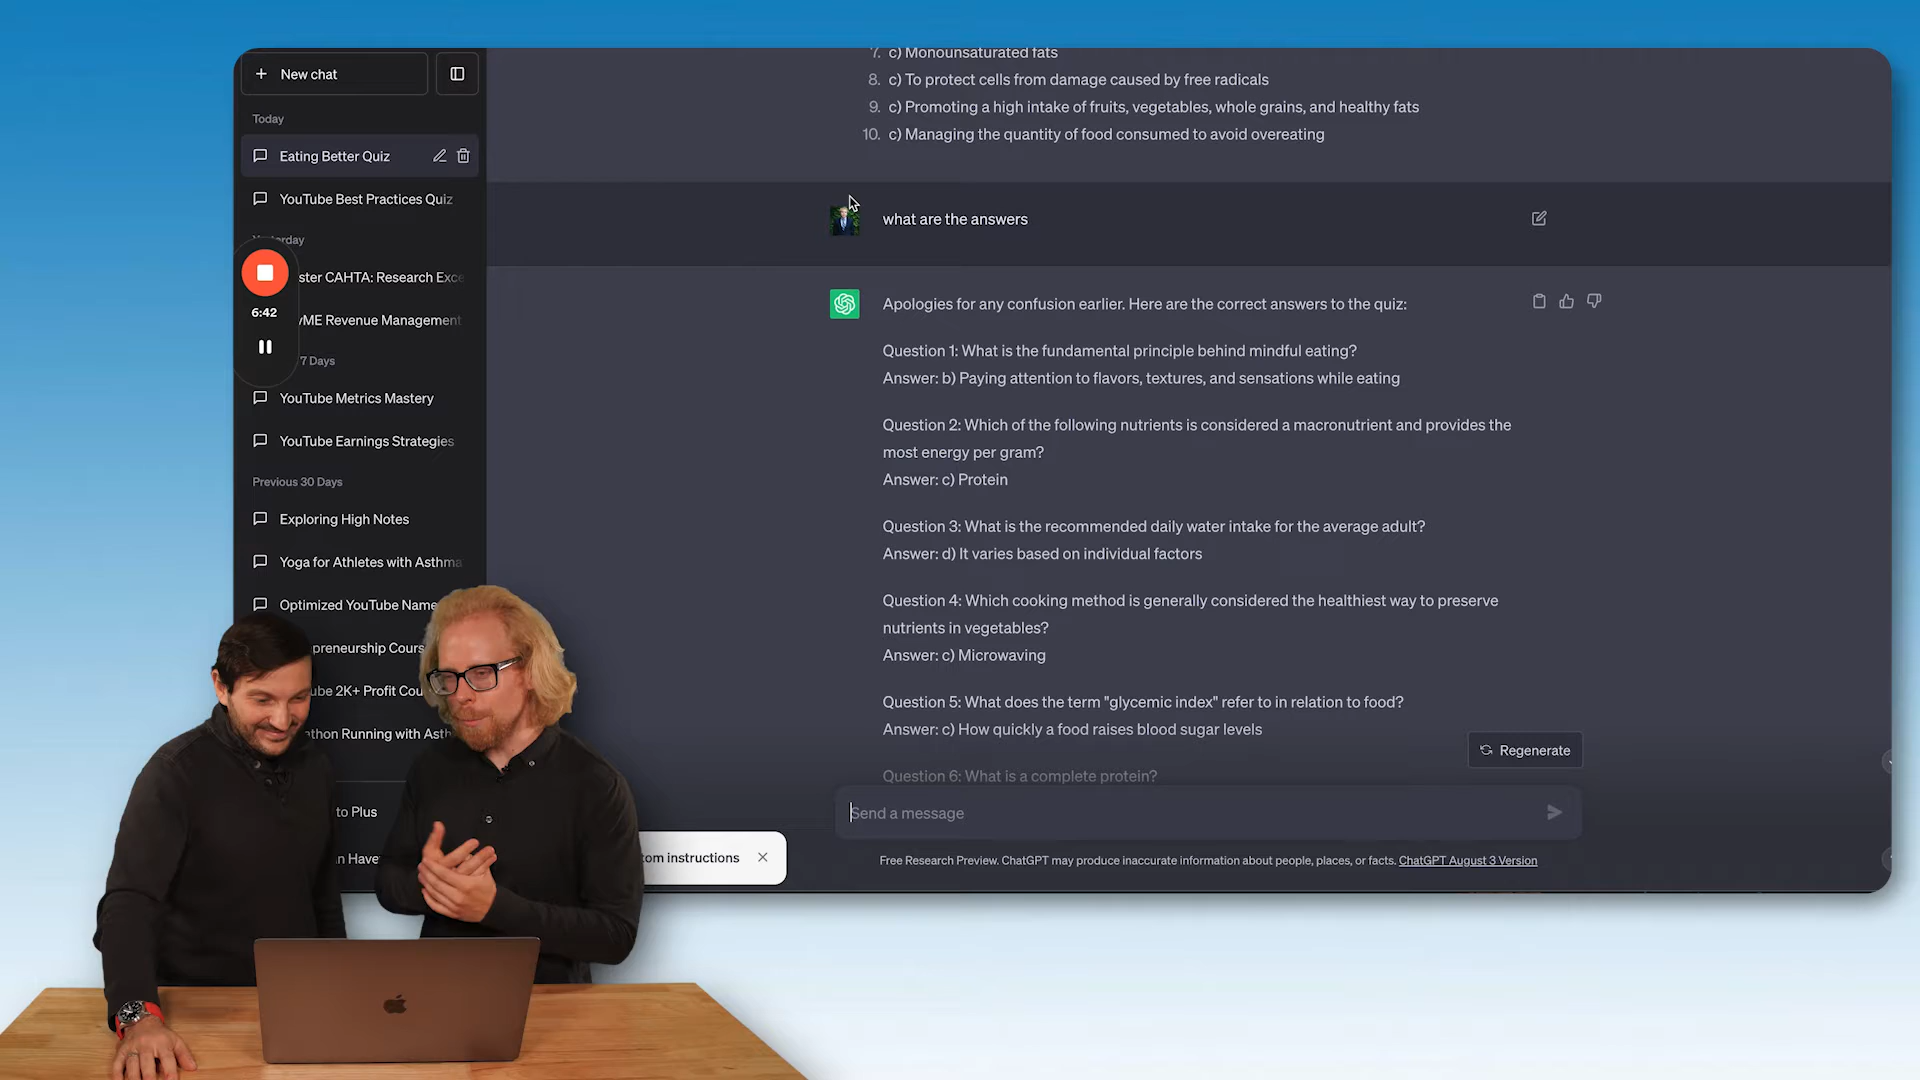 New chat
Today
Eating Better Quiz
YouTube Best Practices Quiz
Yesterday
ster CAHTA: Research Exce
yME Revenue Management
7 Days
YouTube Metrics Mastery
YouTube Earnings Strategies
Previous 30 Days
Exploring High Notes
Yoga for Athletes with Asthma
Optimized YouTube Name
preneurship Cours
ube 2K+ Profit Cou
thon Running with Asth
to Plus
n Have
6:42
7. c) Monounsaturated fats
8. c) To protect cells from damage caused by free radicals
9. c) Promoting a high intake of fruits, vegetables, whole grains, and healthy fats
10. c) Managing the quantity of food consumed to avoid overeating
what are the answers
Apologies for any confusion earlier. Here are the correct answers to the quiz:
Question 1: What is the fundamental principle behind mindful eating?
Answer: b) Paying attention to flavors, textures, and sensations while eating
Question 2: Which of the following nutrients is considered a macronutrient and provides the
most energy per gram?
Answer: c) Protein
Question 3: What is the recommended daily water intake for the average adult?
Answer: d) It varies based on individual factors
Question 4: Which cooking method is generally considered the healthiest way to preserve
nutrients in vegetables?
Answer: c) Microwaving
Question 5: What does the term "glycemic index" refer to in relation to food?
Answer: c) How quickly a food raises blood sugar levels
Question 6: What is a complete protein?
Regenerate
Send a message
om instructions
Free Research Preview. ChatGPT may produce inaccurate information about people, places, or facts. ChatGPT August 3 Version